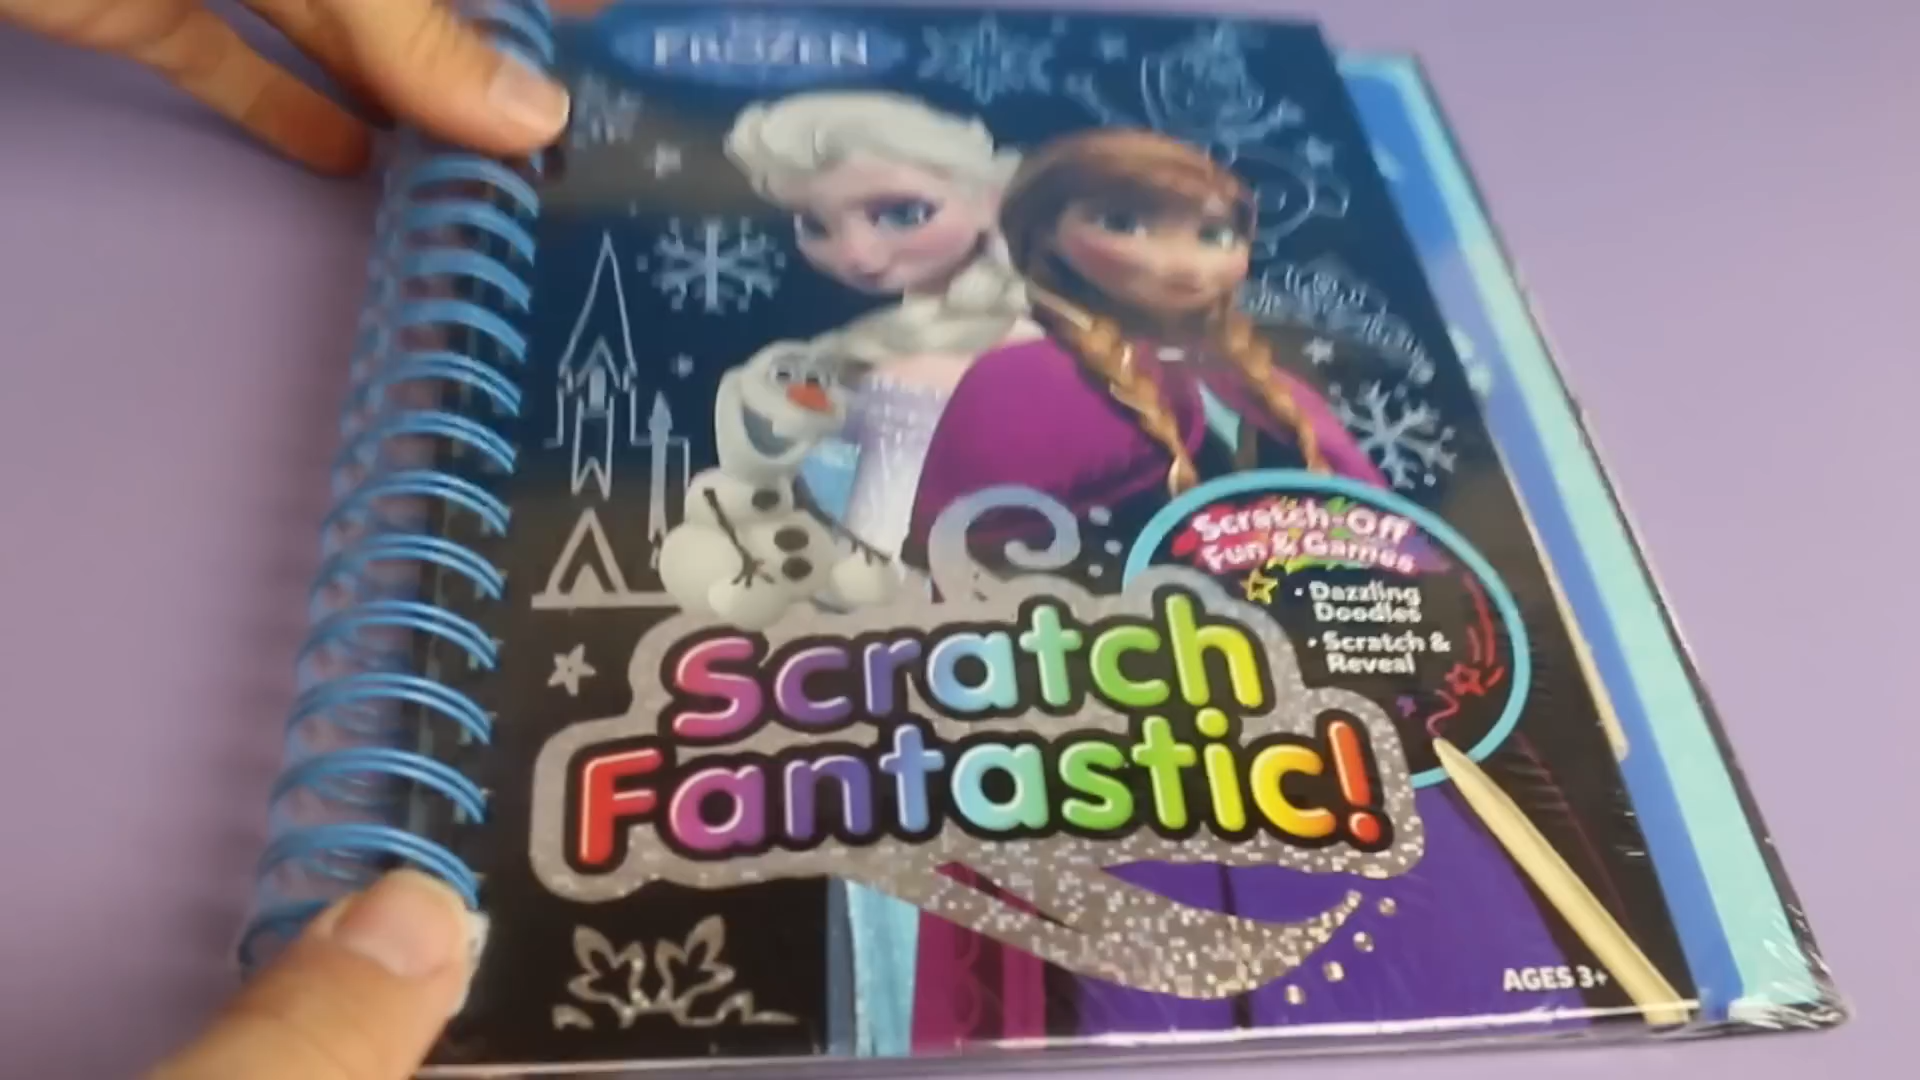 FROZEN
Scratch-Off
Fun & Games
• Dazzling
Doodles
• Scratch &
Reveal
Scratch
Fantastic!
AGES 3+